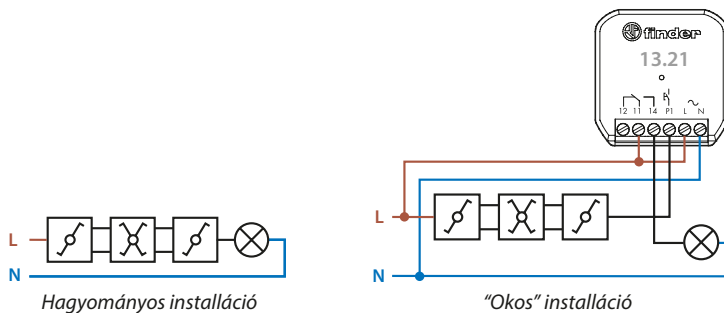 finder
13.21
12 11 14 P1 L N
L
N
Hagyományos installáció
L
N
“Okos” installáció